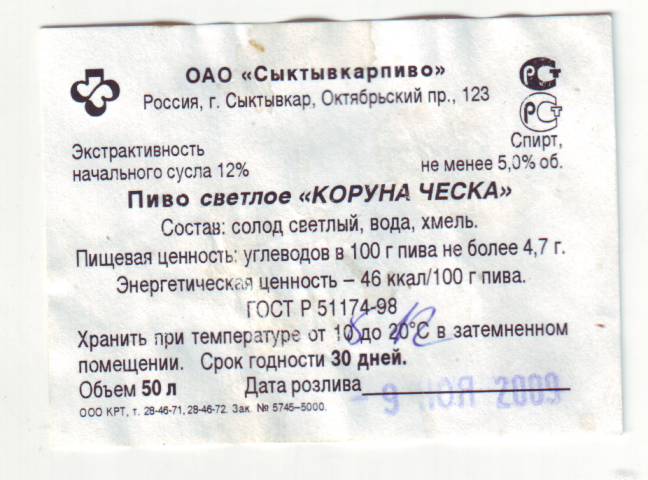 ОАО «Сыктывкарпиво»
Россия, г. Сыктывкар, Октябрьский пр., 123
Экстрактивность
начального сусла 12%
Спирт,
не менее 5,0% об.
Пиво светлое «КОРУНА ЧЕСКА»
Состав: солод светлый, вода, хмель.
Пищевая ценность: углеводов в 100 г пива не более 4,7 г.
Энергетическая ценность – 46 ккал/100 г пива.
ГОСТ Р 51174-98
Хранить при температуре от 10 до 20°С в затемненном
помещении. Срок годности 30 дней.
Объем 50 л Дата розлива
- 9 НОЯ 2009
ООО КРТ, т. 28-46-71, 28-46-72. Зак. № 5745–5000.